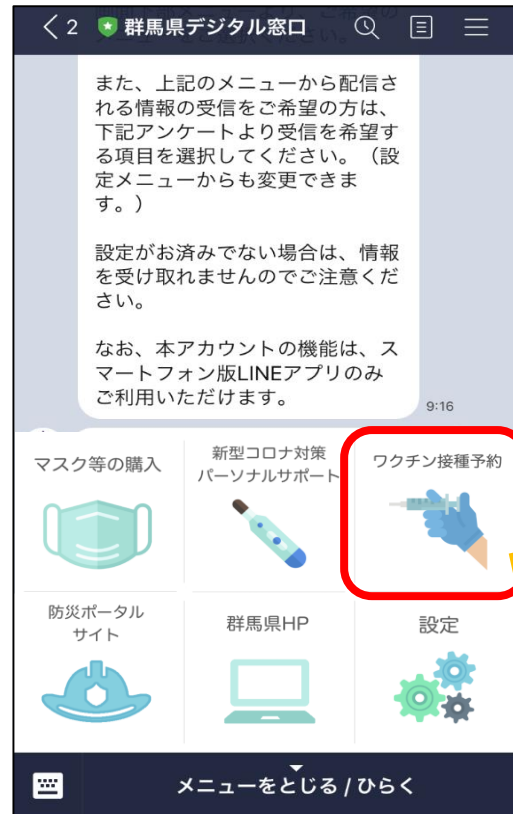 2 群馬県デジタル窓口
また、上記のメニューから配信さ
れる情報の受信をご希望の方は、
下記アンケートより受信を希望す
る項目を選択してください。（設
定メニューからも変更できま
す。）
設定がお済みでない場合は、情報
を受け取れませんのでご注意くだ
さい。
なお、本アカウントの機能は、ス
マートフォン版LINEアプリのみ
ご利用いただけます。
9:16
マスク等の購入
新型コロナ対策
パーソナルサポート
ワクチン接種予約
防災ポータル
サイト
群馬県HP
設定
メニューをとじる / ひらく